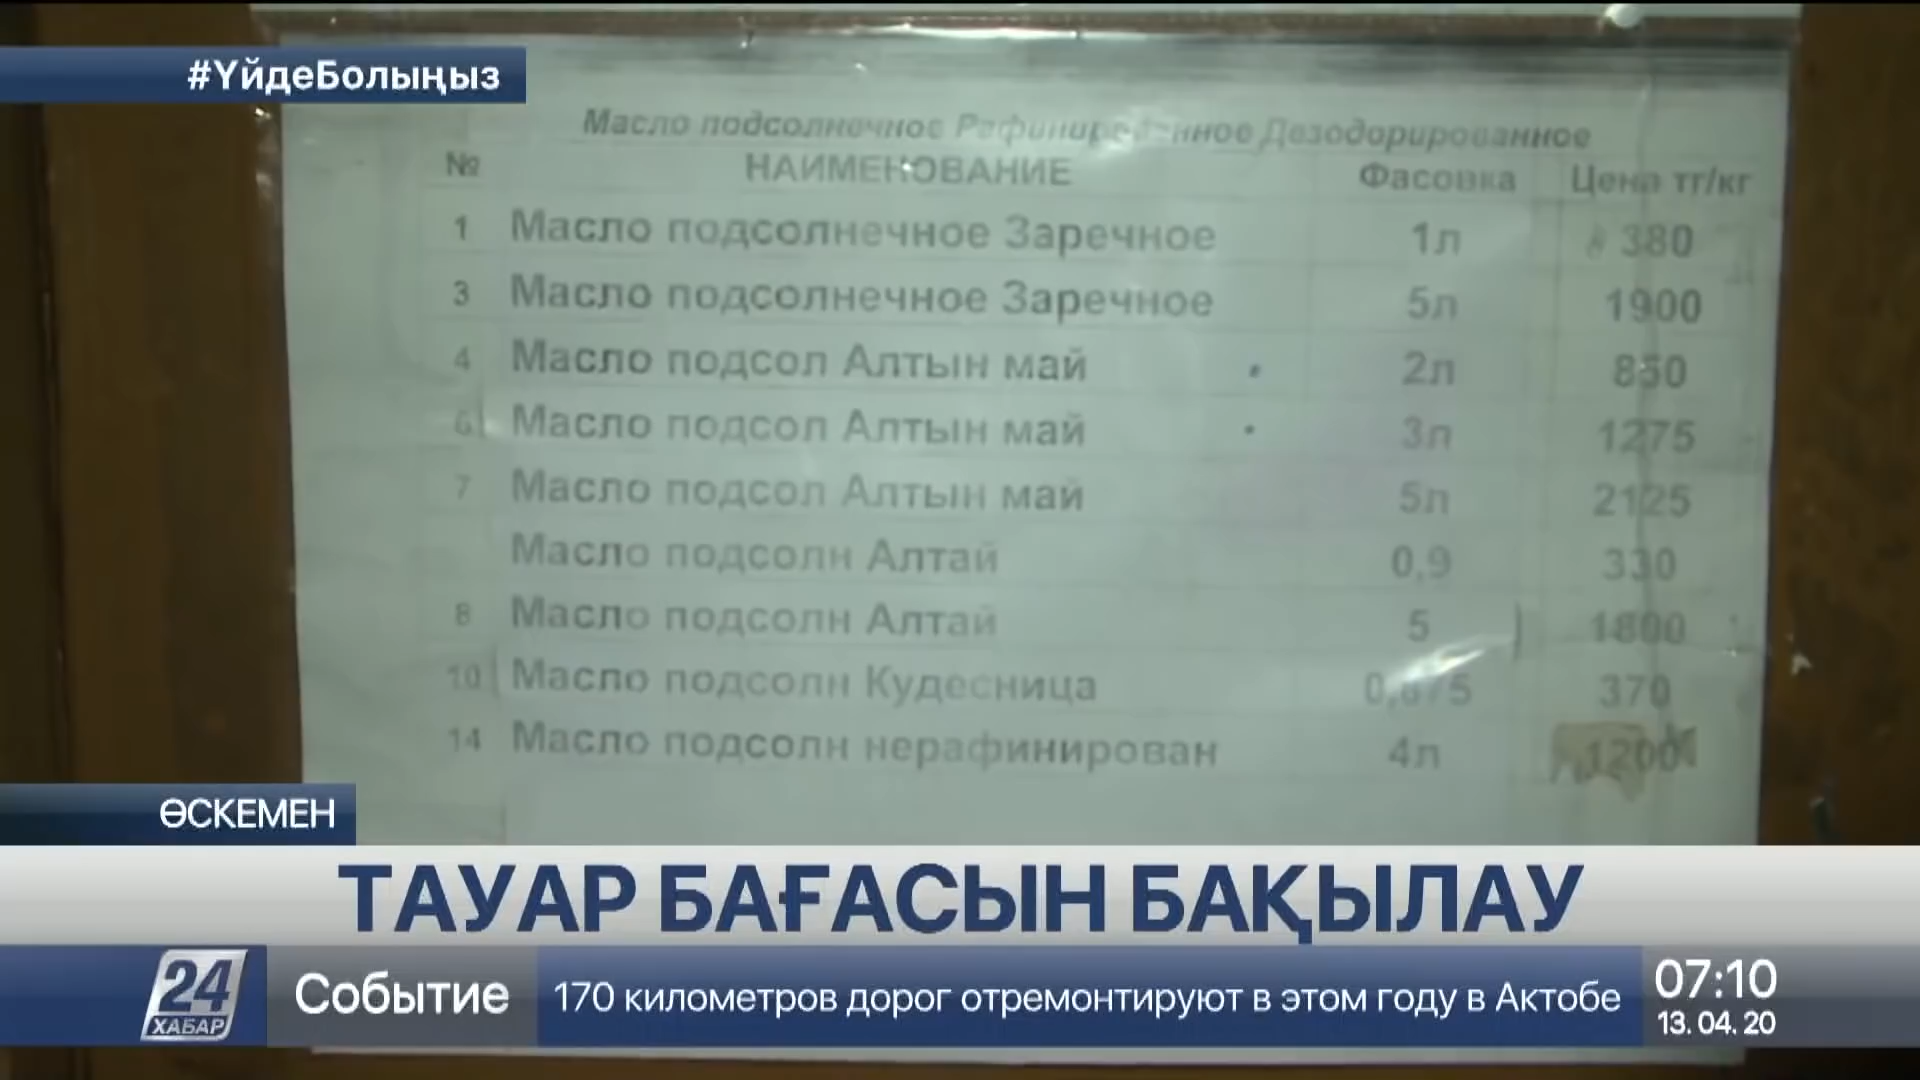 #ҮйдеБолыңыз
Масло подсолнечное Рафинированное Дезодорированное
№ НАИМЕНОВАНИЕ Фасовка Цена тг/кг
1 Масло подсолнечное Заречное 1л 380
3 Масло подсолнечное Заречное 5л 1900
4 Масло подсол Алтын май 2л 850
6 Масло подсол Алтын май 3л 1275
7 Масло подсол Алтын май 5л 2125
Масло подсолн Алтай 0,9 330
8 Масло подсолн Алтай 5 1800
10 Масло подсолн Кудесница 370
14 Масло подсолн нерафинирован 4л 1200
ӨСКЕМЕН
ТАУАР БАҒАСЫН БАҚЫЛАУ
24 ХАБАР
Событие
170 километров дорог отремонтируют в этом году в Актобе
07:10
13. 04. 20